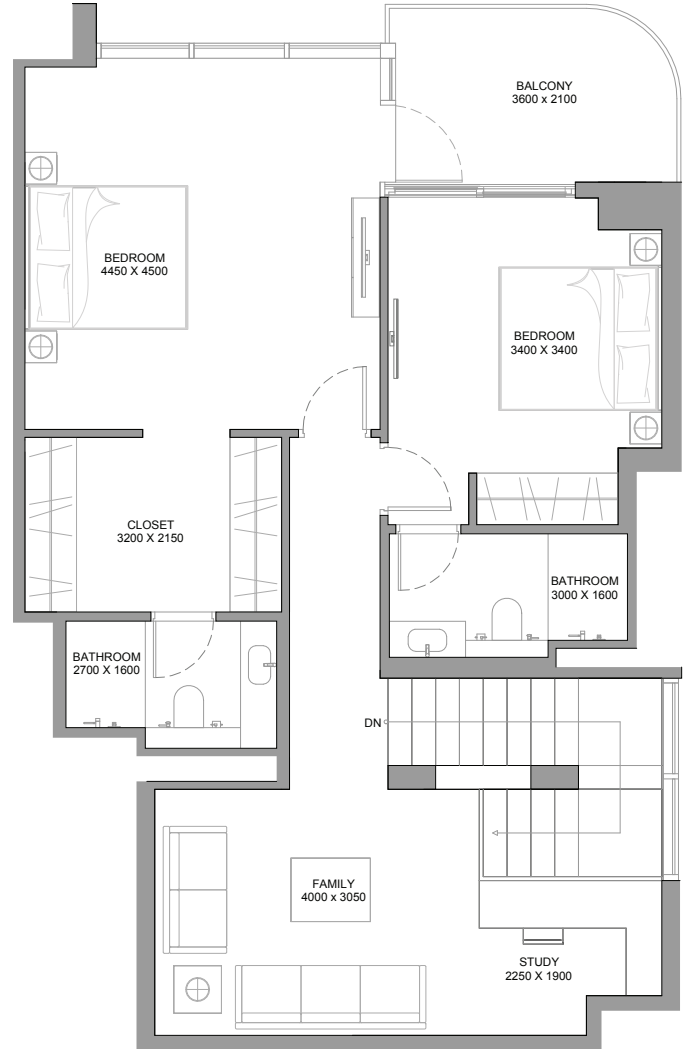 BALCONY
3600 x 2100
BEDROOM
4450 X 4500
BEDROOM
3400 X 3400
CLOSET
3200 X 2150
BATHROOM
3000 X 1600
BATHROOM
2700 X 1600
DN
FAMILY
4000 x 3050
STUDY
2250 X 1900